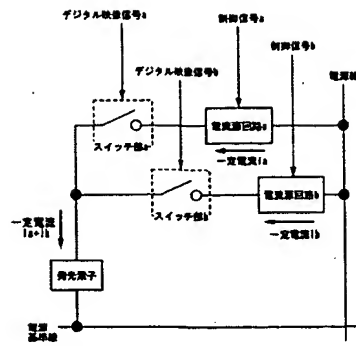 デジタル映像信号a
制御信号a
デジタル映像信号b
制御信号b
電源線
スイッチ部a
電流源回路a
一定電流Ia
スイッチ部b
電流源回路b
一定電流Ib
一定電流
Ia+Ib
発光素子
電源
基準線